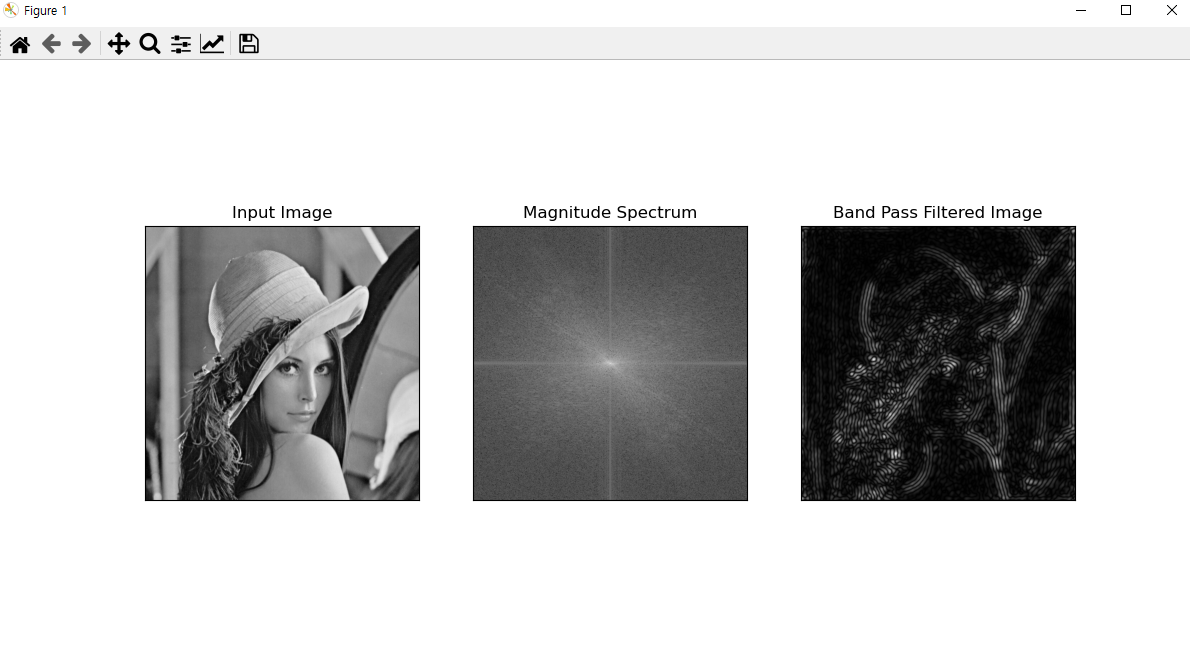 Figure 1
Input Image
Magnitude Spectrum
Band Pass Filtered Image